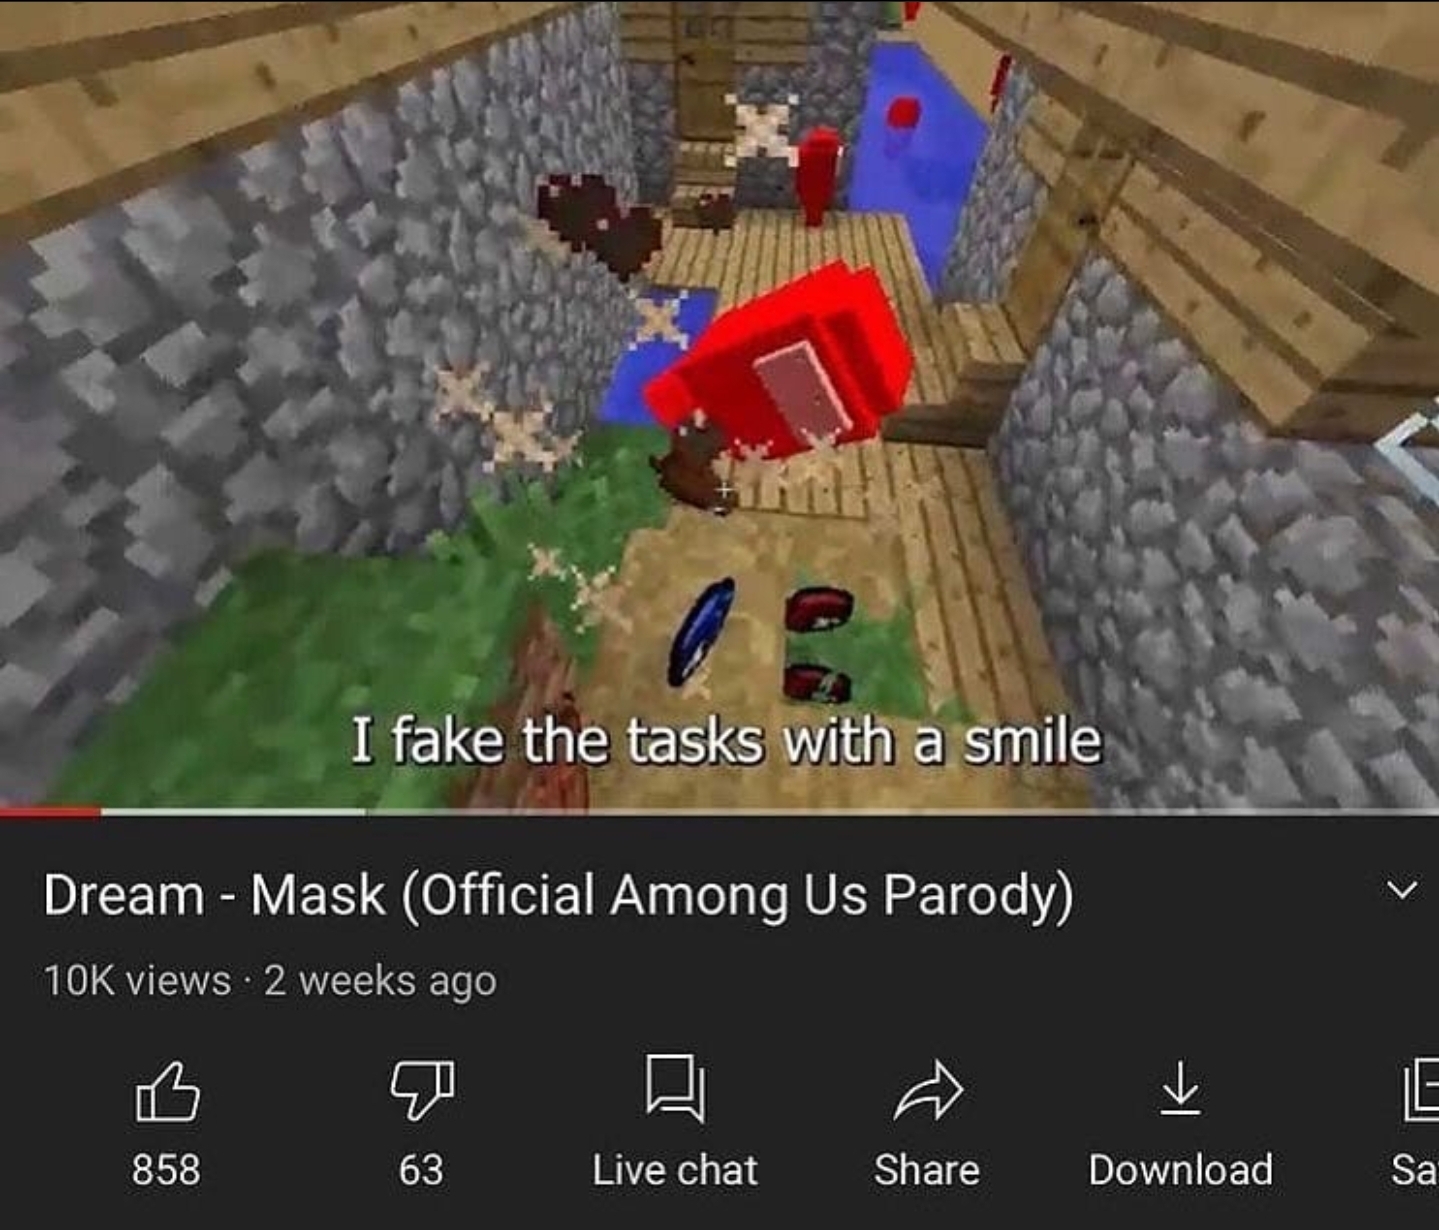 I fake the tasks with a smile
Dream - Mask (Official Among Us Parody)
10K views · 2 weeks ago
858
63
Live chat
Share
Download